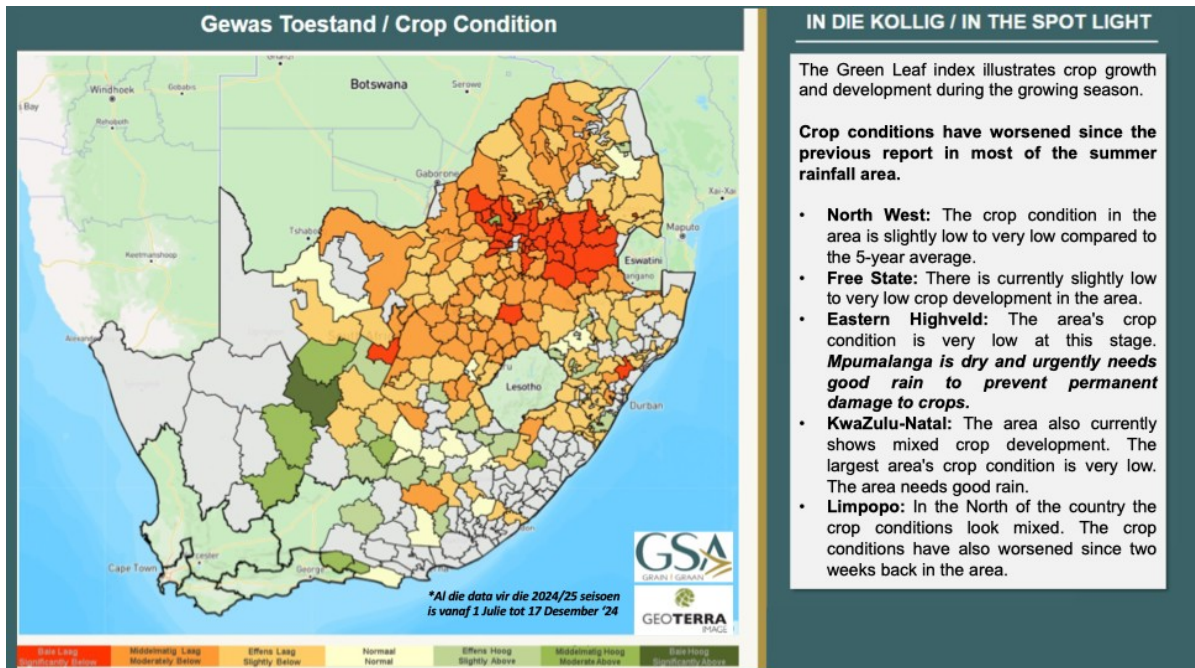 Gewas Toestand / Crop Condition
Botswana
Windhoek
Gobabis
Serowe
Rehoboth
Gaborone
Xai-Xai
Tshabo
Maputo
Keetmanshoop
Eswatini
Lesotho
Durban
Cape Town
George
*Al die data vir die 2024/25 seisoen
is vanaf 1 Julie tot 17 Desember ‘24
GSA
GRAIN | GRAAN
GEOTERRA
IMAGE
Baie Laag
Significantly Below
Middelmatig Laag
Moderately Below
Effens Laag
Slightly Below
Normaal
Normal
Effens Hoog
Slightly Above
Middelmatig Hoog
Moderate Above
Baie Hoog
Significantly Above
IN DIE KOLLIG / IN THE SPOT LIGHT
The Green Leaf index illustrates crop growth
and development during the growing season.
Crop conditions have worsened since the
previous report in most of the summer
rainfall area.
• North West: The crop condition in the
area is slightly low to very low compared to
the 5-year average.
• Free State: There is currently slightly low
to very low crop development in the area.
• Eastern Highveld: The area's crop
condition is very low at this stage.
Mpumalanga is dry and urgently needs
good rain to prevent permanent
damage to crops.
• KwaZulu-Natal: The area also currently
shows mixed crop development. The
largest area's crop condition is very low.
The area needs good rain.
• Limpopo: In the North of the country the
crop conditions look mixed. The crop
conditions have also worsened since two
weeks back in the area.